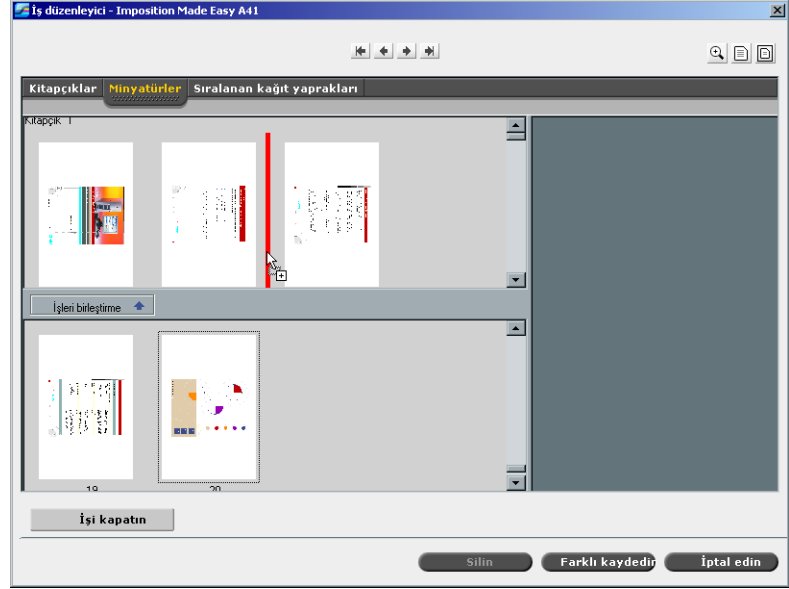 İş düzenleyici - Imposition Made Easy A41
Kitapçıklar Minyatürler Sıralanan kağıt yaprakları
Kitapçık 1
İşleri birleştirme
19 20
İşi kapatın
Silin Farklı kaydedin İptal edin